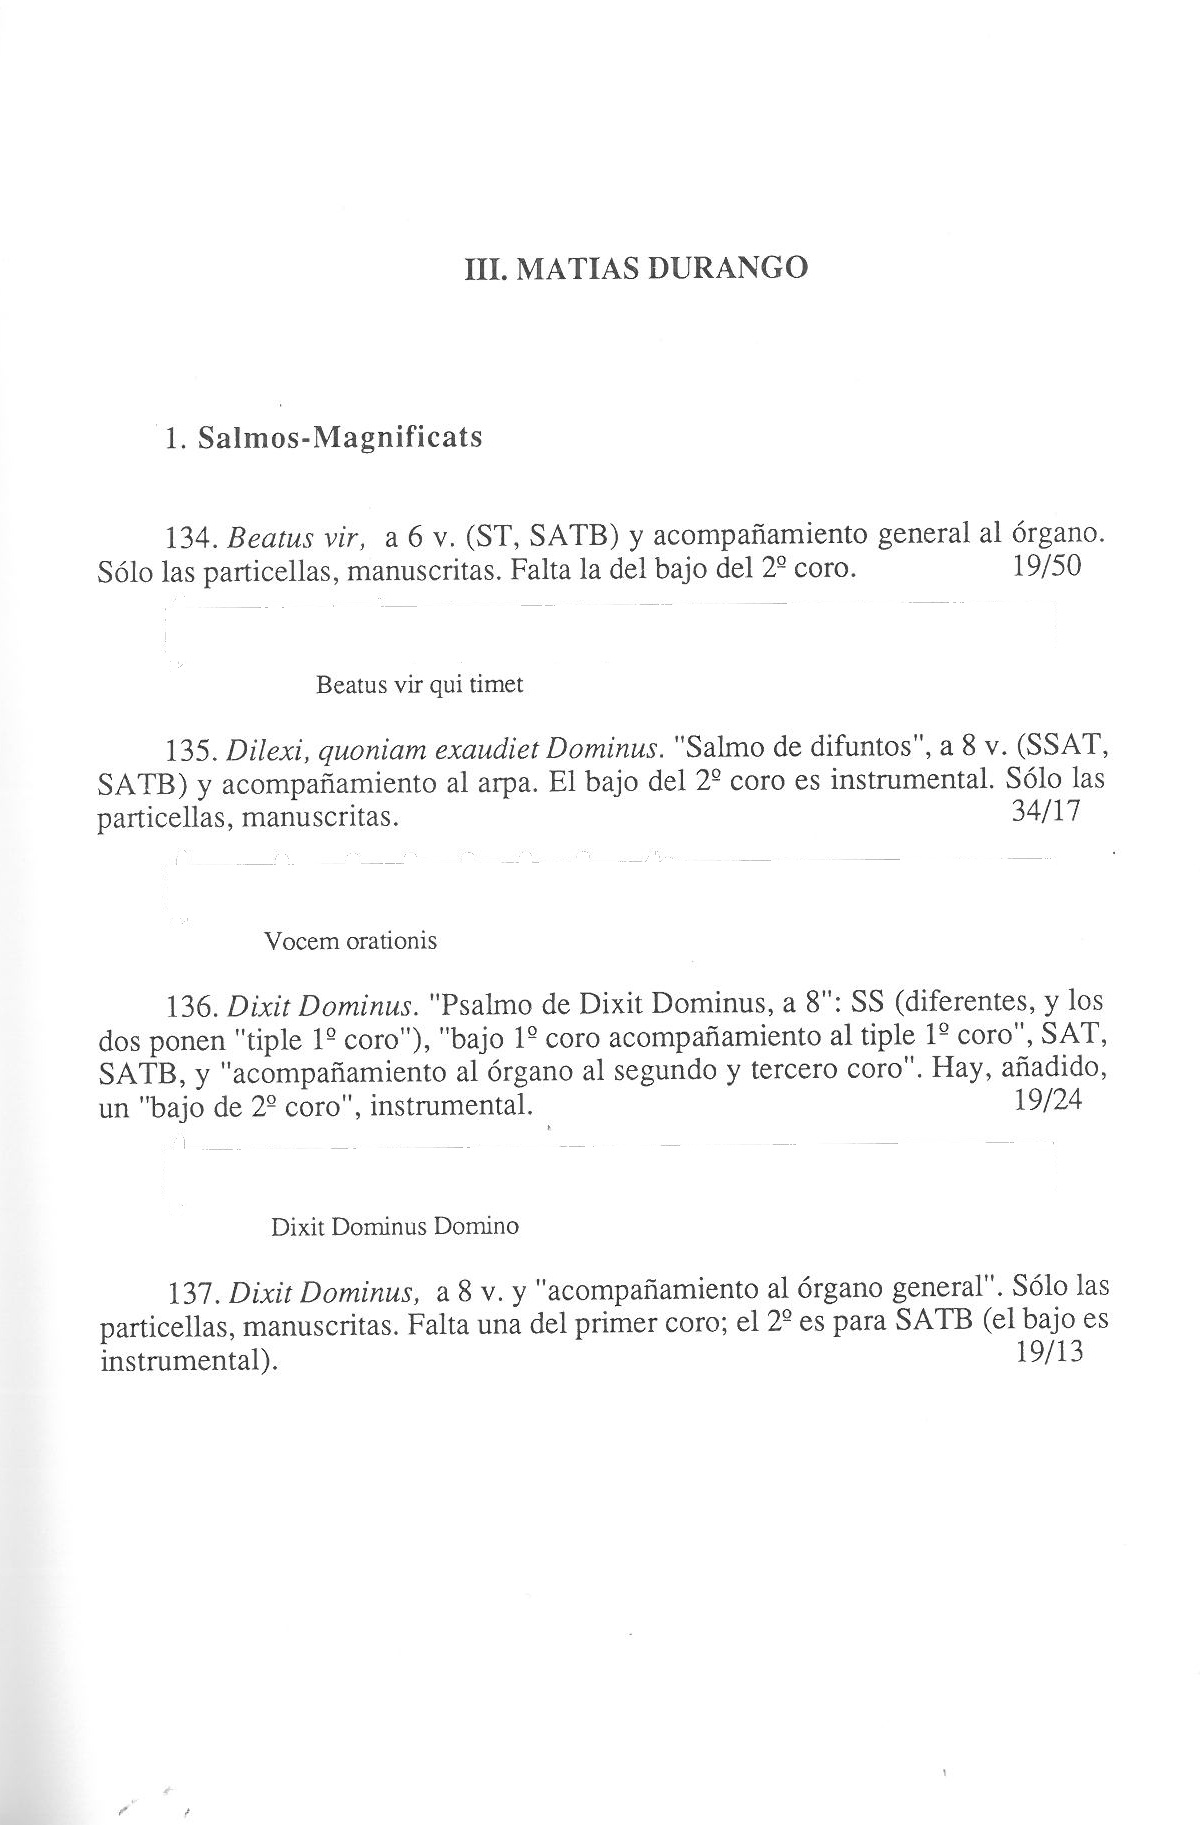 III. MATIAS DURANGO
1. Salmos-Magnificats
134. Beatus vir, a 6 v. (ST, SATB) y acompañamiento general al órgano.
Sólo las particellas, manuscritas. Falta la del bajo del 2º coro. 19/50
Beatus vir qui timet
135. Dilexi, quoniam exaudiet Dominus. "Salmo de difuntos", a 8 v. (SSAT,
SATB) y acompañamiento al arpa. El bajo del 2º coro es instrumental. Sólo las
particellas, manuscritas. 34/17
Vocem orationis
136. Dixit Dominus. "Psalmo de Dixit Dominus, a 8": SS (diferentes, y los
dos ponen "tiple 1º coro"), "bajo 1º coro acompañamiento al tiple 1º coro", SAT,
SATB, y "acompañamiento al órgano al segundo y tercero coro". Hay, añadido,
un "bajo de 2º coro", instrumental. 19/24
Dixit Dominus Domino
137. Dixit Dominus, a 8 v. y "acompañamiento al órgano general". Sólo las
particellas, manuscritas. Falta una del primer coro; el 2º es para SATB (el bajo es
instrumental). 19/13